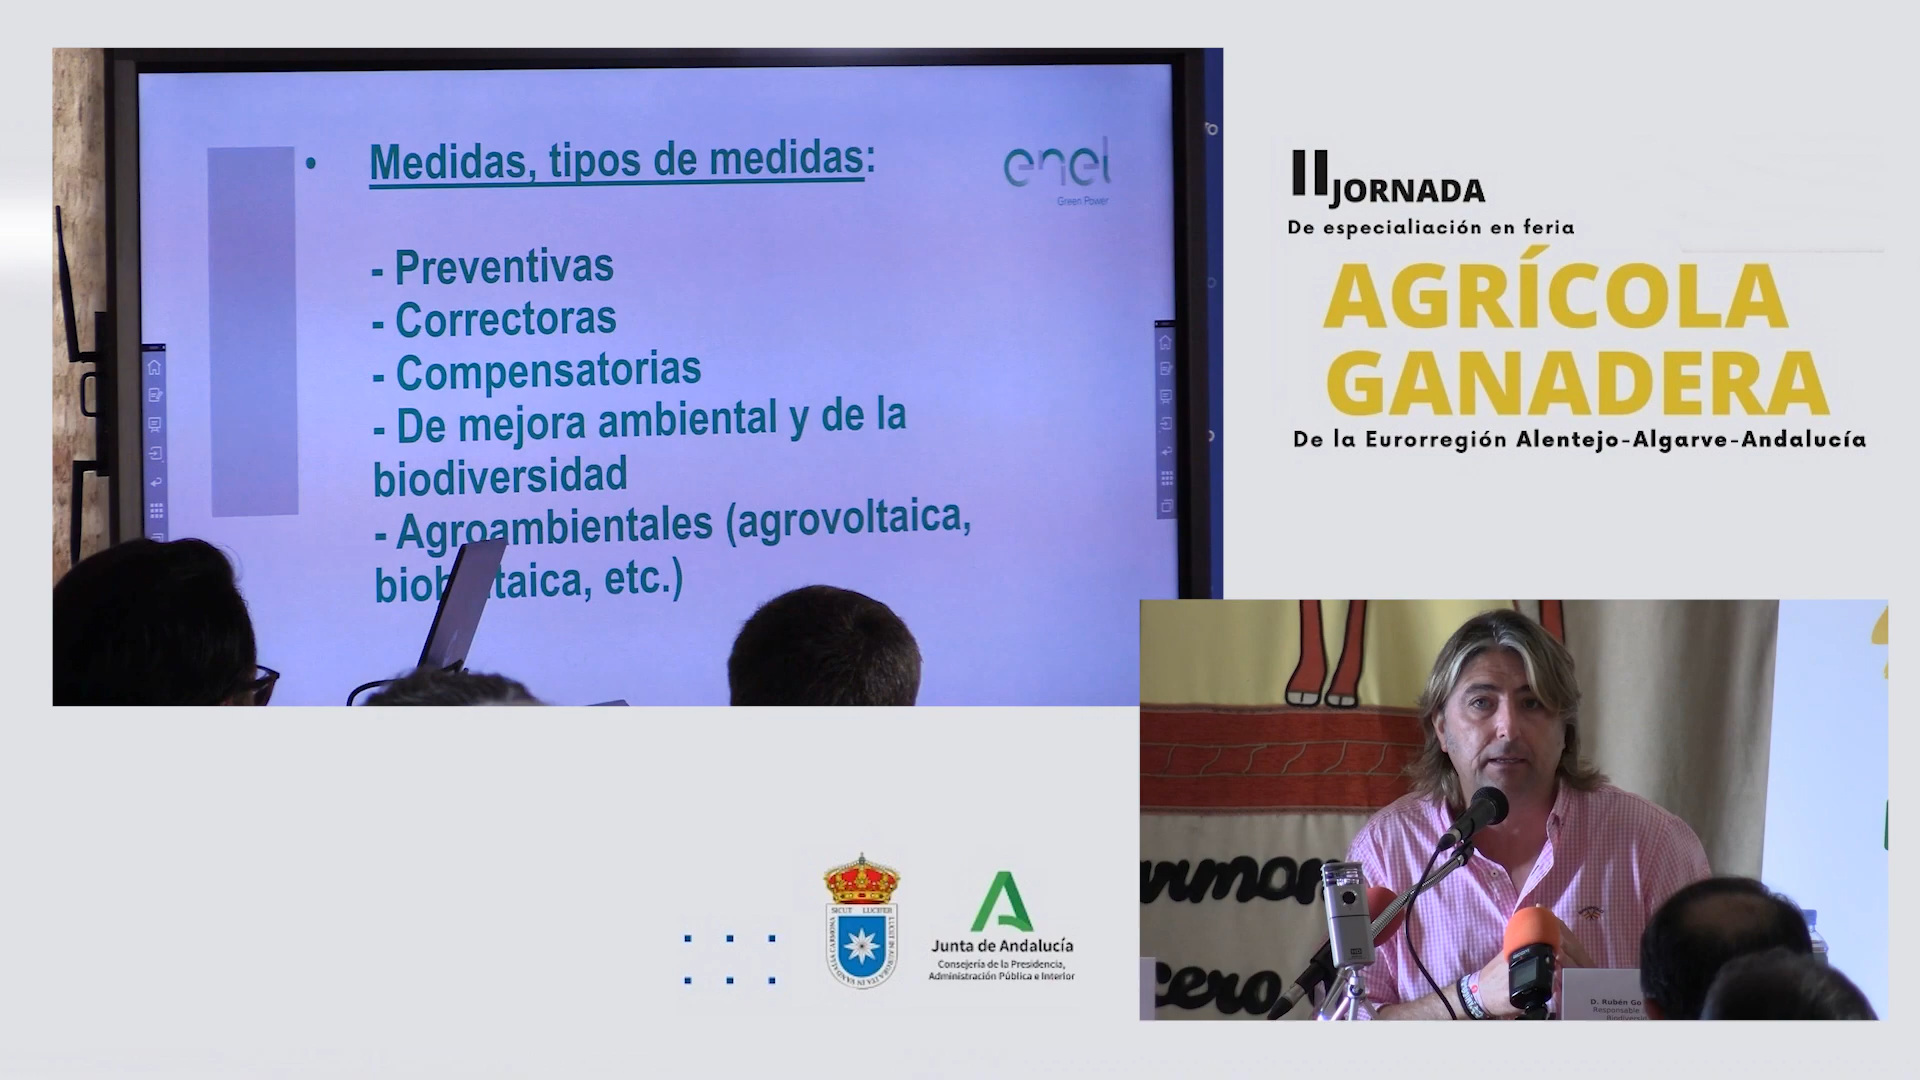 Medidas, tipos de medidas:
enel
Green Power
- Preventivas
- Correctoras
- Compensatorias
- De mejora ambiental y de la
biodiversidad
- Agroambientales (agrovoltaica,
etc.)
II JORNADA
De especialiación en feria
AGRÍCOLA
GANADERA
De la Eurorregión Alentejo-Algarve-Andalucía
SICUT LUCIFER
Junta de Andalucía
Consejería de la Presidencia,
Administración Pública e Interior
D. Rubén
Responsable